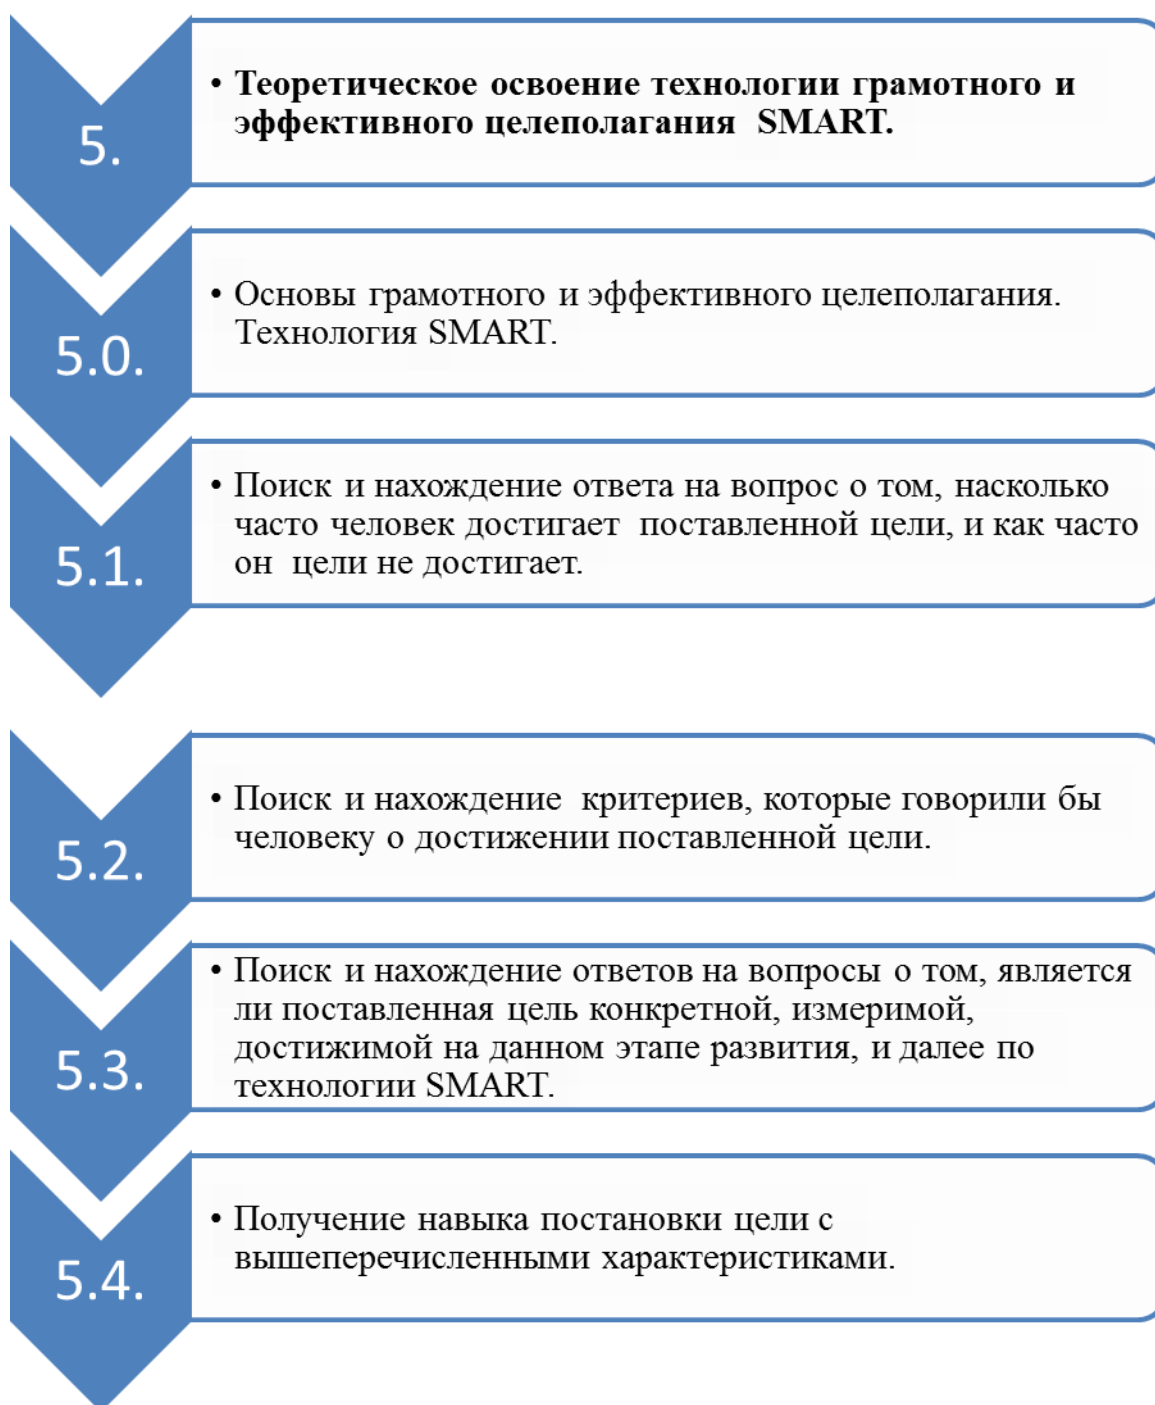 5.
• Теоретическое освоение технологии грамотного и
эффективного целеполагания SMART.
5.0.
• Основы грамотного и эффективного целеполагания.
Технология SMART.
5.1.
• Поиск и нахождение ответа на вопрос о том, насколько
часто человек достигает поставленной цели, и как часто
он цели не достигает.
5.2.
• Поиск и нахождение критериев, которые говорили бы
человеку о достижении поставленной цели.
5.3.
• Поиск и нахождение ответов на вопросы о том, является
ли поставленная цель конкретной, измеримой,
достижимой на данном этапе развития, и далее по
технологии SMART.
5.4.
• Получение навыка постановки цели с
вышеперечисленными характеристиками.